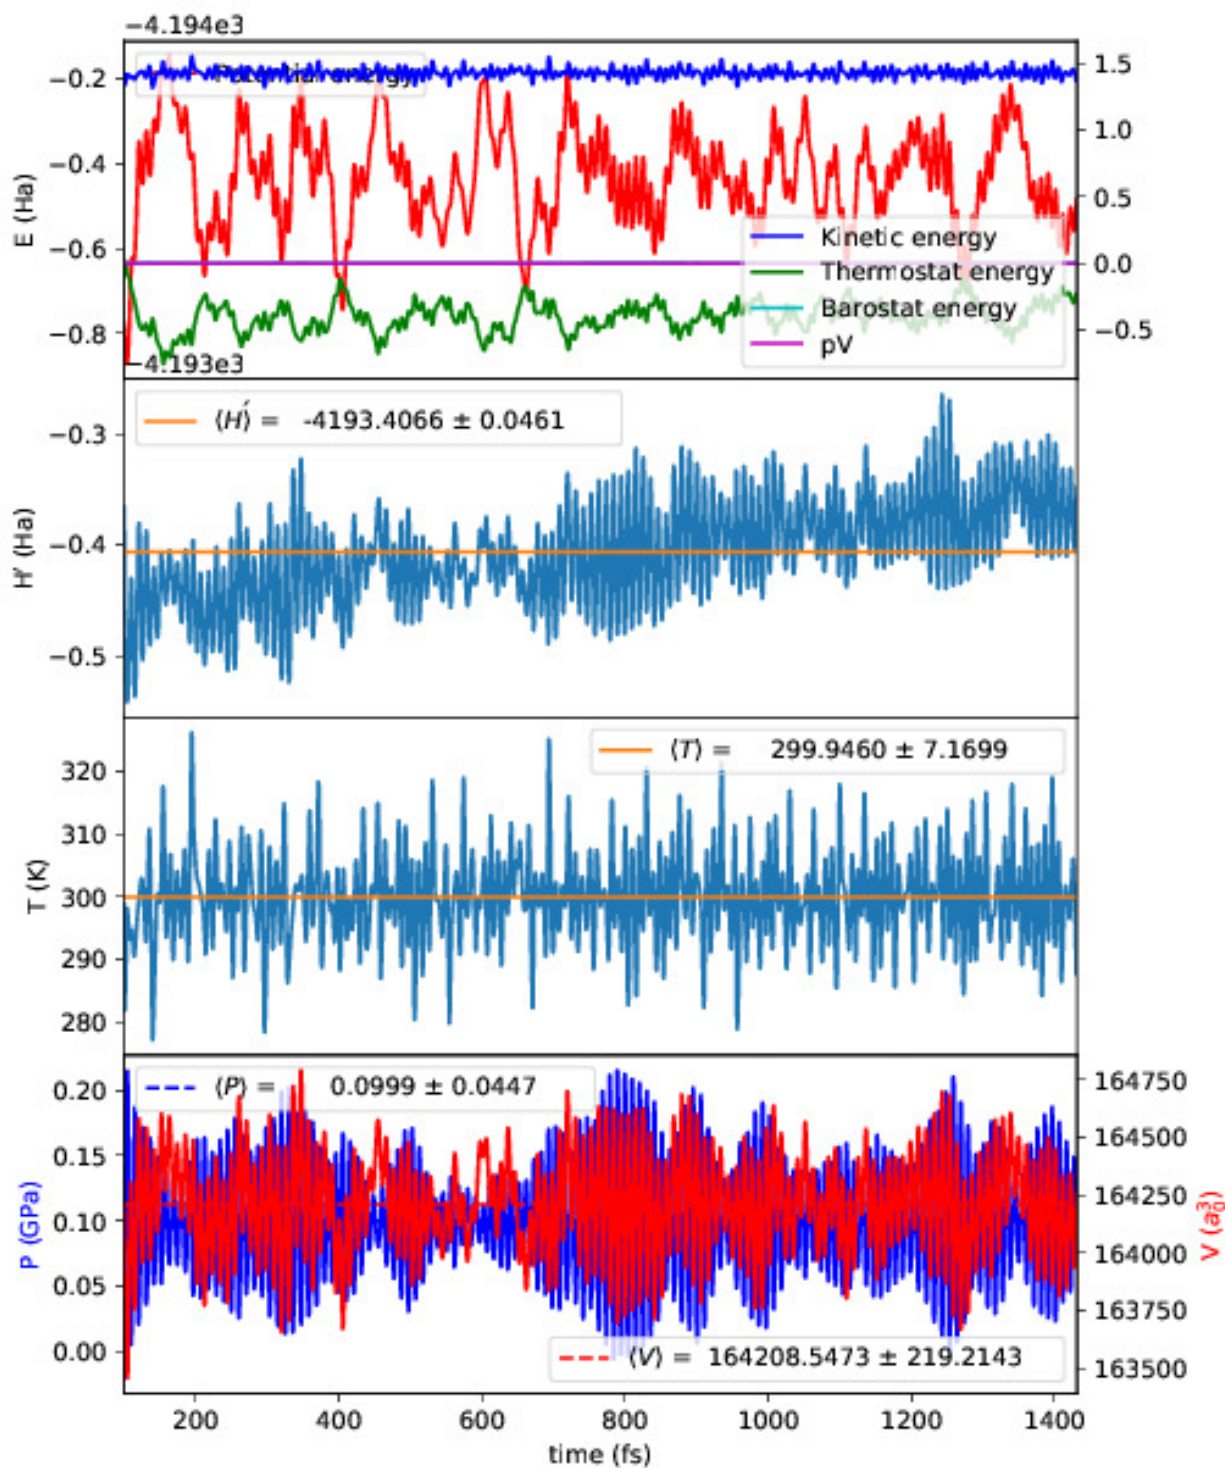 −4.194e3
Potential energy
−0.2
−0.4
−0.6
−0.8
E (Ha)
1.5
1.0
0.5
0.0
−0.5
Kinetic energy
Thermostat energy
Barostat energy
pV
−4.193e3
⟨H′⟩ = -4193.4066 ± 0.0461
−0.3
−0.4
−0.5
H′ (Ha)
⟨T⟩ = 299.9460 ± 7.1699
320
310
300
290
280
T (K)
⟨P⟩ = 0.0999 ± 0.0447
0.20
0.15
0.10
0.05
0.00
P (GPa)
164750
164500
164250
164000
163750
163500
V (a₀³)
⟨V⟩ = 164208.5473 ± 219.2143
200 400 600 800 1000 1200 1400
time (fs)